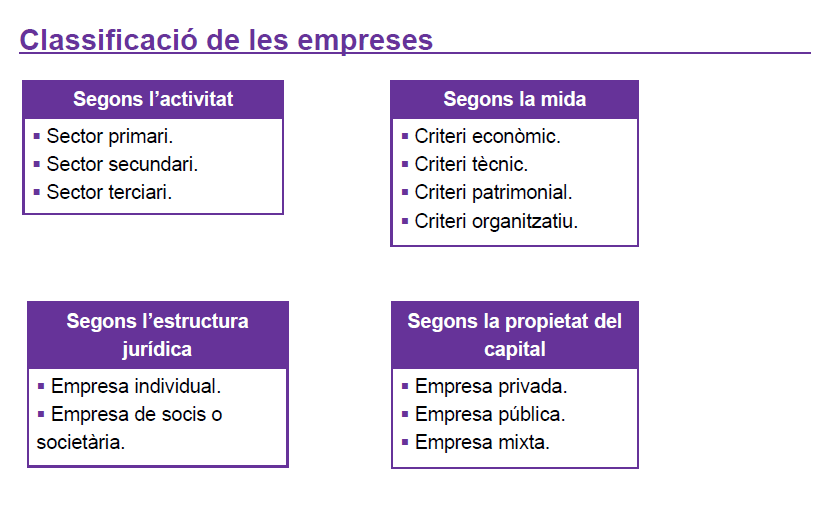 Classificació de les empreses
Segons l’activitat
▪ Sector primari.
▪ Sector secundari.
▪ Sector terciari.
Segons la mida
▪ Criteri econòmic.
▪ Criteri tècnic.
▪ Criteri patrimonial.
▪ Criteri organitzatiu.
Segons l’estructura
jurídica
▪ Empresa individual.
▪ Empresa de socis o
societària.
Segons la propietat del
capital
▪ Empresa privada.
▪ Empresa pública.
▪ Empresa mixta.